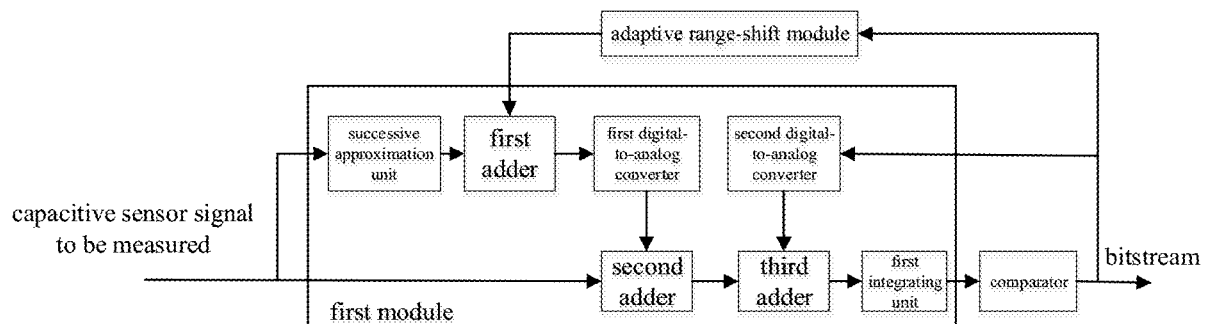 adaptive range-shift module
successive
approximation
unit
first
adder
first digital-
to-analog
converter
second digital-
to-analog
converter
capacitive sensor signal
to be measured
second
adder
third
adder
first
integrating
unit
comparator
bitstream
first module